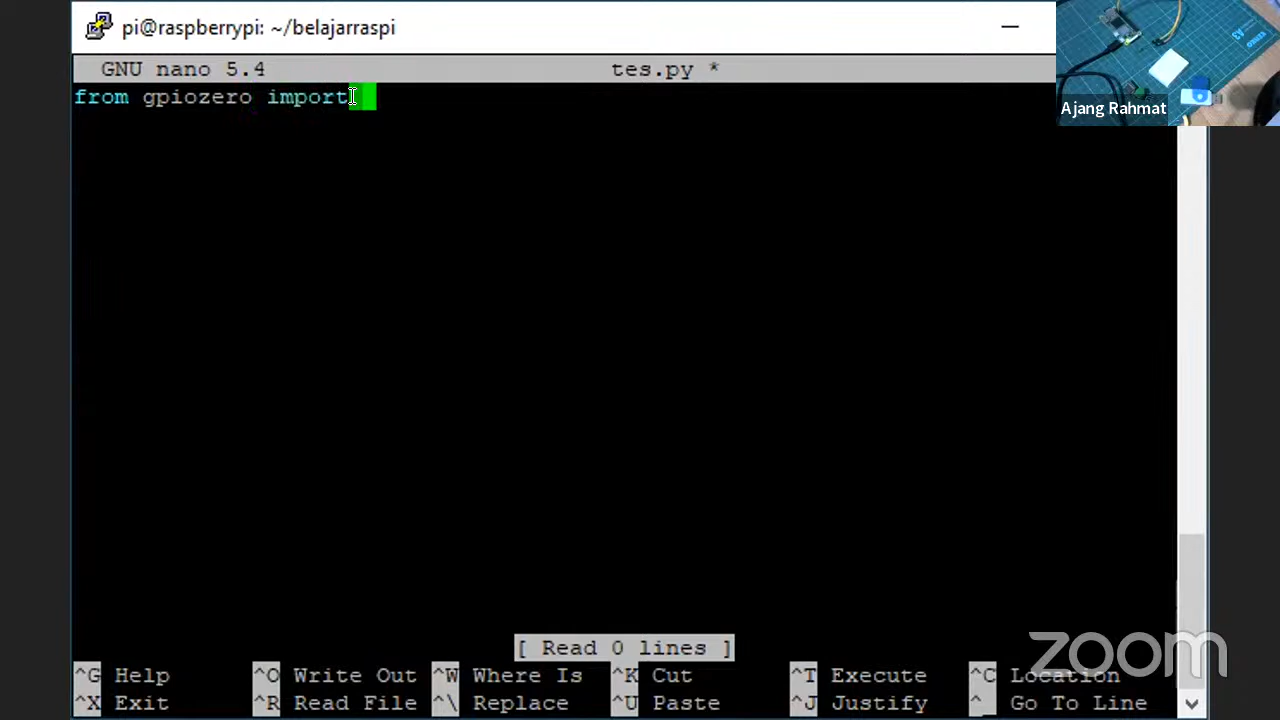 pi@raspberrypi: ~/belajarraspi
GNU nano 5.4 tes.py *
from gpiozero import
Ajang Rahmat
[ Read 0 lines ]
^G Help ^O Write Out ^W Where Is ^K Cut ^T Execute ^C Location
^X Exit ^R Read File ^\ Replace ^U Paste ^J Justify ^_ Go To Line
zoom